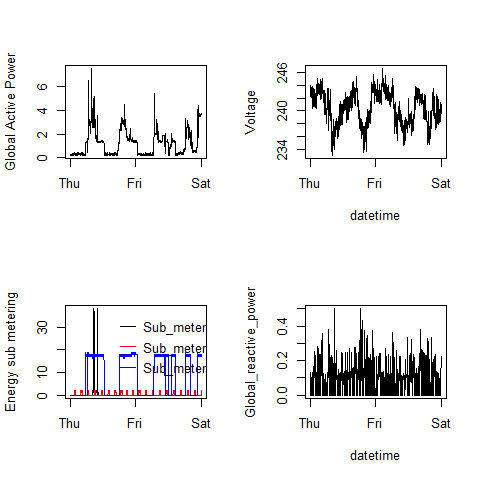 Global Active Power
0 2 4 6
Thu Fri Sat
Voltage
234 240 246
Thu Fri Sat
datetime
Energy sub metering
0 10 30
Sub_meter
Sub_meter
Sub_meter
Thu Fri Sat
Global_reactive_power
0.0 0.2 0.4
Thu Fri Sat
datetime